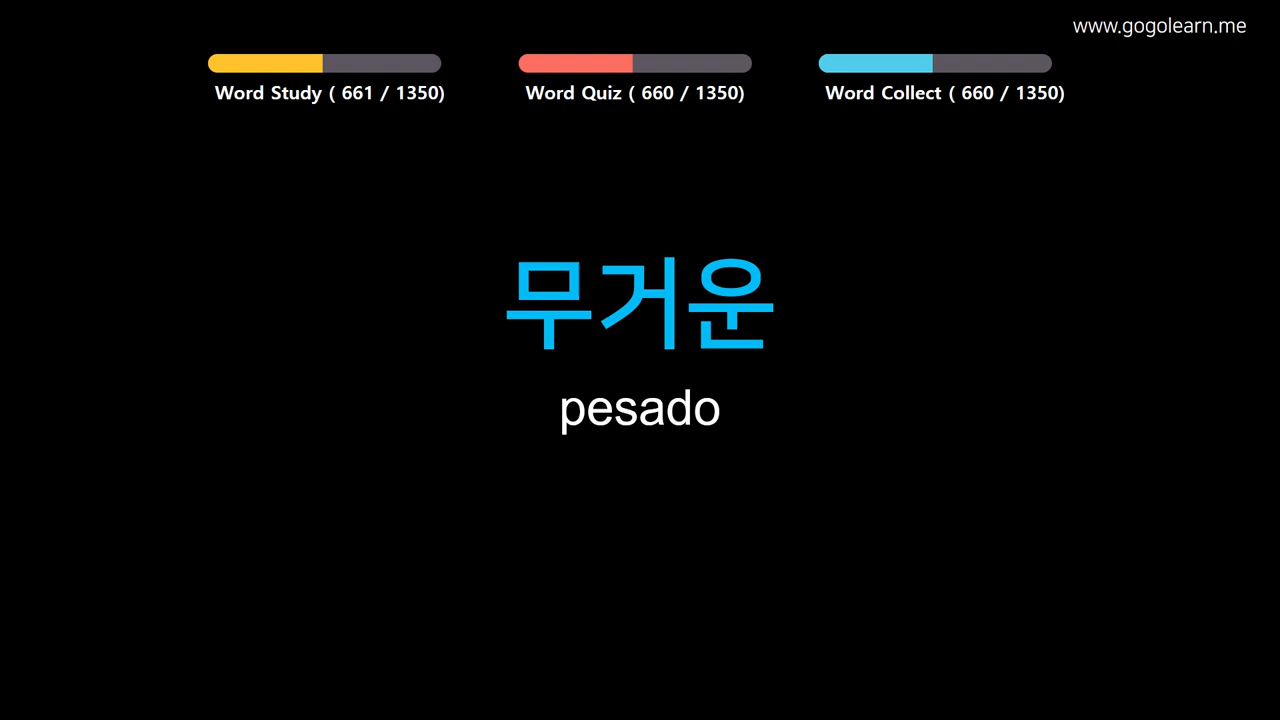 www.gogolearn.me
Word Study ( 661 / 1350)
Word Quiz ( 660 / 1350)
Word Collect ( 660 / 1350)
무거운
pesado